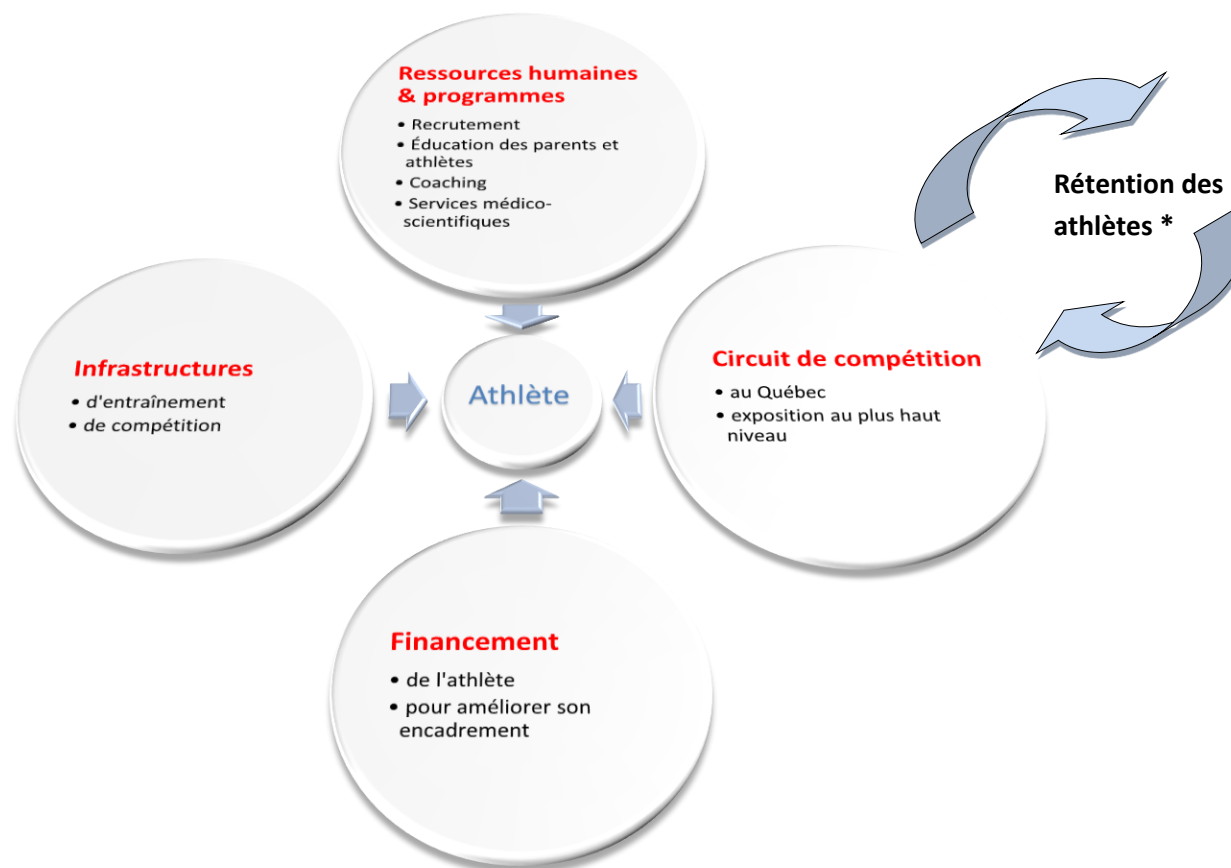 Ressources humaines
& programmes
• Recrutement
• Éducation des parents et
athlètes
• Coaching
• Services médico-
scientifiques
Rétention des
athlètes *
Infrastructures
• d'entraînement
• de compétition
Athlète
Circuit de compétition
• au Québec
• exposition au plus haut
niveau
Financement
• de l'athlète
• pour améliorer son
encadrement